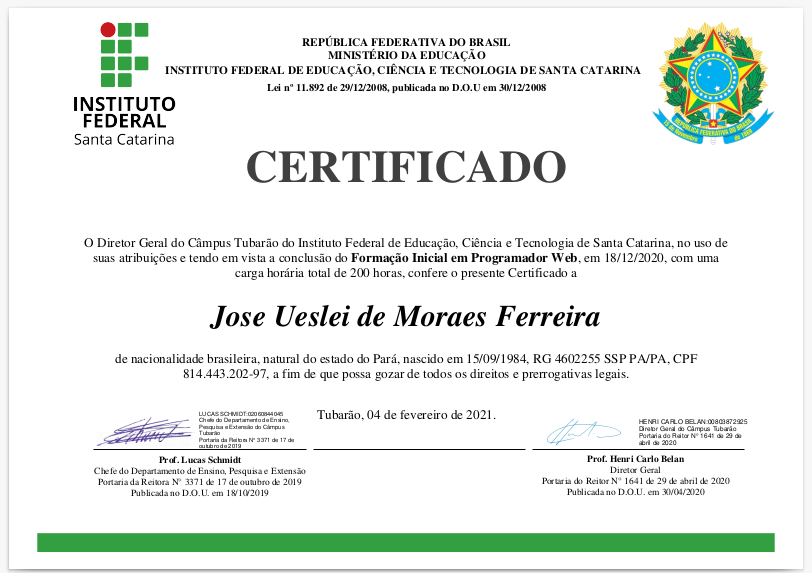 INSTITUTO
FEDERAL
Santa Catarina
REPÚBLICA FEDERATIVA DO BRASIL
MINISTÉRIO DA EDUCAÇÃO
INSTITUTO FEDERAL DE EDUCAÇÃO, CIÊNCIA E TECNOLOGIA DE SANTA CATARINA
Lei nº 11.892 de 29/12/2008, publicada no D.O.U em 30/12/2008
REPÚBLICA FEDERATIVA DO BRASIL
15 de Novembro
de 1889
CERTIFICADO
O Diretor Geral do Câmpus Tubarão do Instituto Federal de Educação, Ciência e Tecnologia de Santa Catarina, no uso de
suas atribuições e tendo em vista a conclusão do Formação Inicial em Programador Web, em 18/12/2020, com uma
carga horária total de 200 horas, confere o presente Certificado a
Jose Ueslei de Moraes Ferreira
de nacionalidade brasileira, natural do estado do Pará, nascido em 15/09/1984, RG 4602255 SSP PA/PA, CPF
814.443.202-97, a fim de que possa gozar de todos os direitos e prerrogativas legais.
Tubarão, 04 de fevereiro de 2021.
LUCAS SCHMIDT:02060844045
Chefe do Departamento de Ensino,
Pesquisa e Extensão do Câmpus
Tubarão
Portaria da Reitora N° 3371 de 17 de
outubro de 2019
Prof. Lucas Schmidt
Chefe do Departamento de Ensino, Pesquisa e Extensão
Portaria da Reitora N° 3371 de 17 de outubro de 2019
Publicada no D.O.U. em 18/10/2019
HENRI CARLO BELAN:00803872925
Diretor Geral do Câmpus Tubarão
Portaria do Reitor N° 1641 de 29 de
abril de 2020
Prof. Henri Carlo Belan
Diretor Geral
Portaria do Reitor N° 1641 de 29 de abril de 2020
Publicada no D.O.U. em 30/04/2020